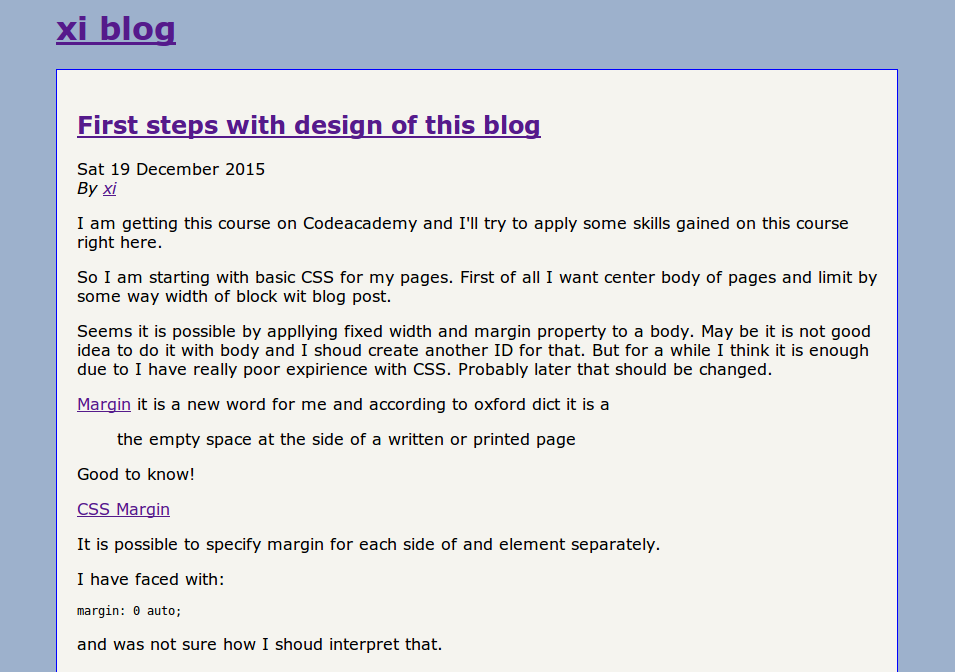 xi blog
First steps with design of this blog
Sat 19 December 2015
By xi
I am getting this course on Codeacademy and I'll try to apply some skills gained on this course
right here.
So I am starting with basic CSS for my pages. First of all I want center body of pages and limit by
some way width of block wit blog post.
Seems it is possible by appllying fixed width and margin property to a body. May be it is not good
idea to do it with body and I shoud create another ID for that. But for a while I think it is enough
due to I have really poor expirience with CSS. Probably later that should be changed.
Margin it is a new word for me and according to oxford dict it is a
the empty space at the side of a written or printed page
Good to know!
CSS Margin
It is possible to specify margin for each side of and element separately.
I have faced with:
margin: 0 auto;
and was not sure how I shoud interpret that.